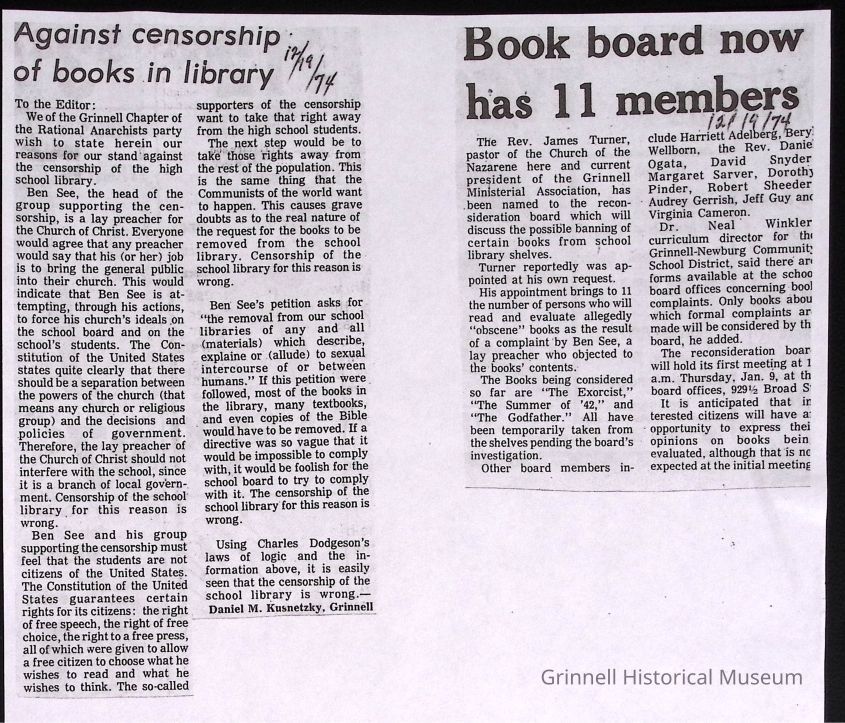 Against censorship
of books in library
12/19/74
To the Editor:
We of the Grinnell Chapter of
the Rational Anarchists party
wish to state herein our
reasons for our stand against
the censorship of the high
school library.
Ben See, the head of the
group supporting the cen-
sorship, is a lay preacher for
the Church of Christ. Everyone
would agree that any preacher
would say that his (or her) job
is to bring the general public
into their church. This would
indicate that Ben See is at-
tempting, through his actions,
to force his church's ideals on
the school board and on the
school's students. The Con-
stitution of the United States
states quite clearly that there
should be a separation between
the powers of the church (that
means any church or religious
group) and the decisions and
policies of government.
Therefore, the lay preacher of
the Church of Christ should not
interfere with the school, since
it is a branch of local govern-
ment. Censorship of the school
library for this reason is
wrong.
Ben See and his group
supporting the censorship must
feel that the students are not
citizens of the United States.
The Constitution of the United
States guarantees certain
rights for its citizens: the right
of free speech, the right of free
choice, the right to a free press,
all of which were given to allow
a free citizen to choose what he
wishes to read and what he
wishes to think. The so-called
supporters of the censorship
want to take that right away
from the high school students.
The next step would be to
take those rights away from
the rest of the population. This
is the same thing that the
Communists of the world want
to happen. This causes grave
doubts as to the real nature of
the request for the books to be
removed from the school
library. Censorship of the
school library for this reason is
wrong.
Ben See's petition asks for
"the removal from our school
libraries of any and all
(materials) which describe,
explaine or (allude) to sexual
intercourse of or between
humans." If this petition were
followed, most of the books in
the library, many textbooks,
and even copies of the Bible
would have to be removed. If a
directive was so vague that it
would be impossible to comply
with, it would be foolish for the
school board to try to comply
with it. The censorship of the
school library for this reason is
wrong.
Using Charles Dodgeson's
laws of logic and the in-
formation above, it is easily
seen that the censorship of the
school library is wrong.—
Daniel M. Kusnetzky, Grinnell
Book board now
has 11 members
12/19/74
The Rev. James Turner,
pastor of the Church of the
Nazarene here and current
president of the Grinnell
Ministerial Association, has
been named to the recon-
sideration board which will
discuss the possible banning of
certain books from school
library shelves.
Turner reportedly was ap-
pointed at his own request.
His appointment brings to 11
the number of persons who will
read and evaluate allegedly
"obscene" books as the result
of a complaint by Ben See, a
lay preacher who objected to
the books' contents.
The Books being considered
so far are "The Exorcist,"
"The Summer of '42," and
"The Godfather." All have
been temporarily taken from
the shelves pending the board's
investigation.
Other board members in-
clude Harriett Adelberg, Bery
Wellborn, the Rev. Danie
Ogata, David Snyder
Margaret Sarver, Dorothy
Pinder, Robert Sheeder
Audrey Gerrish, Jeff Guy and
Virginia Cameron.
Dr. Neal Winkler
curriculum director for the
Grinnell-Newburg Community
School District, said there are
forms available at the schoo
board offices concerning bool
complaints. Only books abou
which formal complaints ar
made will be considered by th
board, he added.
The reconsideration boar
will hold its first meeting at 1
a.m. Thursday, Jan. 9, at th
board offices, 929½ Broad S
It is anticipated that in
terested citizens will have a
opportunity to express thei
opinions on books bein
evaluated, although that is no
expected at the initial meeting
Grinnell Historical Museum